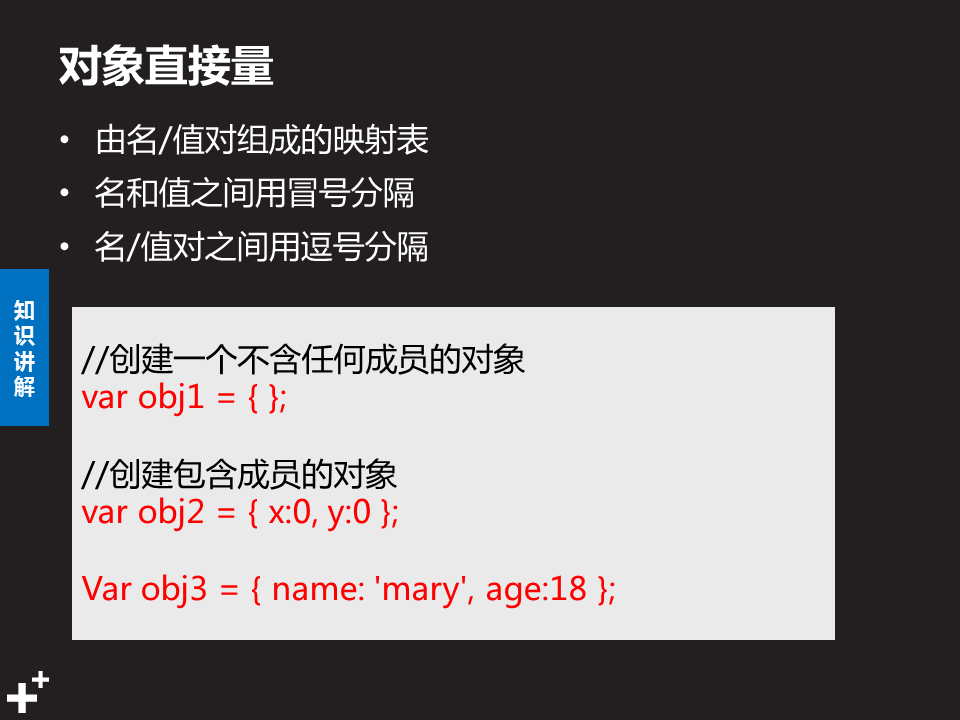 对象直接量
• 由名/值对组成的映射表
• 名和值之间用冒号分隔
• 名/值对之间用逗号分隔
知识讲解
//创建一个不含任何成员的对象
var obj1 = { };
//创建包含成员的对象
var obj2 = { x:0, y:0 };
Var obj3 = { name: 'mary', age:18 };